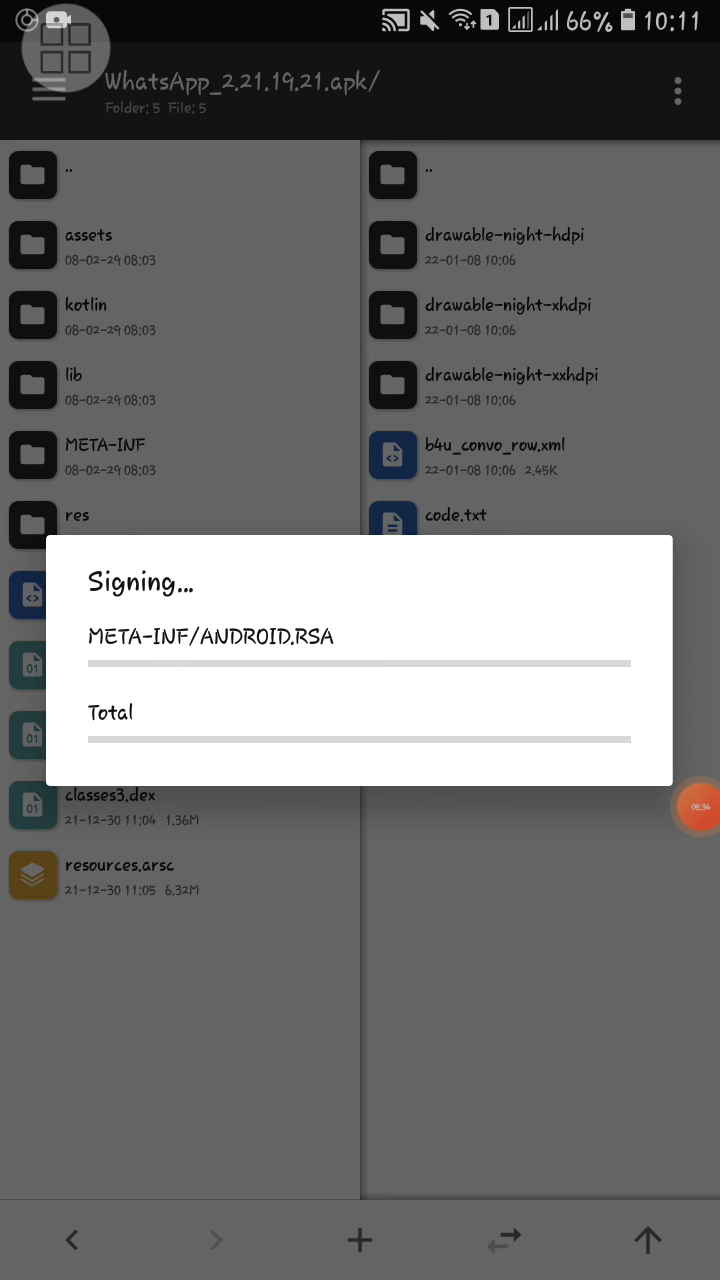 1 66% 10:11
WhatsApp_2.21.19.21.apk/
Folder: 5 File: 5
..
assets
08-02-29 08:03
kotlin
08-02-29 08:03
lib
08-02-29 08:03
META-INF
08-02-29 08:03
res
..
drawable-night-hdpi
22-01-08 10:06
drawable-night-xhdpi
22-01-08 10:06
drawable-night-xxhdpi
22-01-08 10:06
b4u_convo_row.xml
22-01-08 10:06 2.45K
code.txt
Signing...
META-INF/ANDROID.RSA
Total
01
01
01
classes3.dex
21-12-30 11:04 1.36M
resources.arsc
21-12-30 11:05 6.32M
05:34